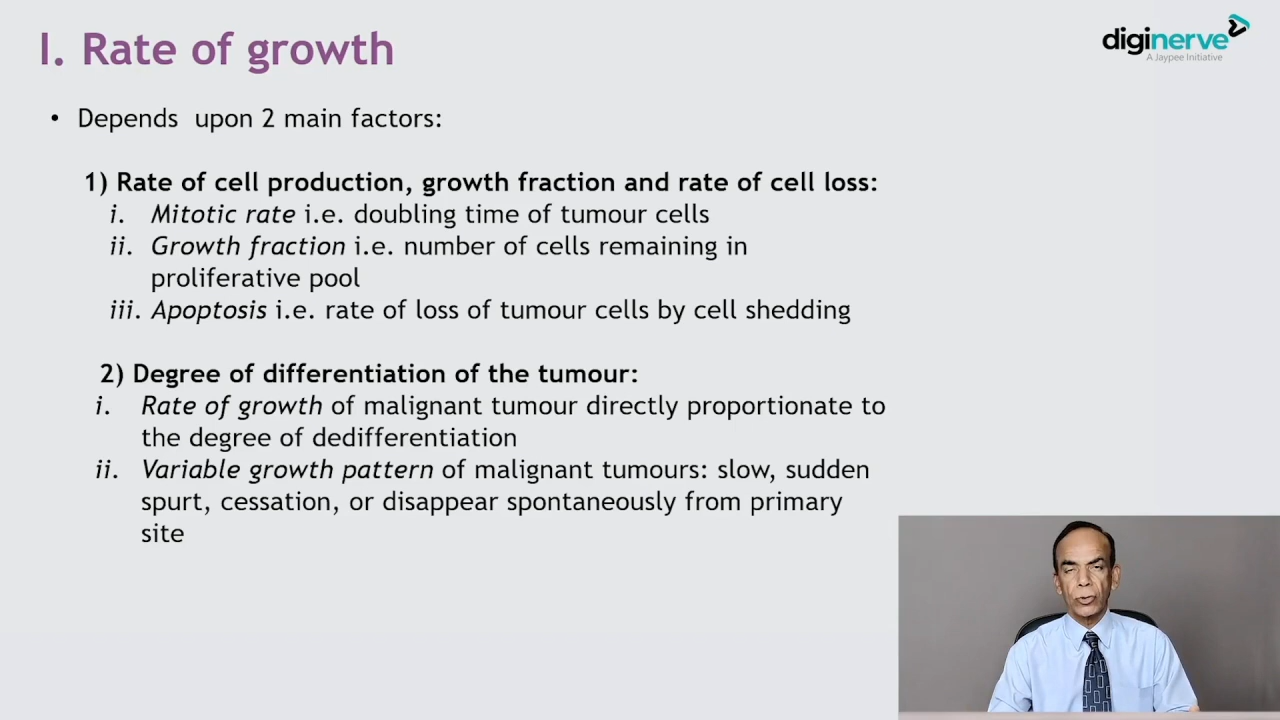 I. Rate of growth
diginerve
A Jaypee Initiative
• Depends upon 2 main factors:
1) Rate of cell production, growth fraction and rate of cell loss:
i. Mitotic rate i.e. doubling time of tumour cells
ii. Growth fraction i.e. number of cells remaining in
proliferative pool
iii. Apoptosis i.e. rate of loss of tumour cells by cell shedding
2) Degree of differentiation of the tumour:
i. Rate of growth of malignant tumour directly proportionate to
the degree of dedifferentiation
ii. Variable growth pattern of malignant tumours: slow, sudden
spurt, cessation, or disappear spontaneously from primary
site